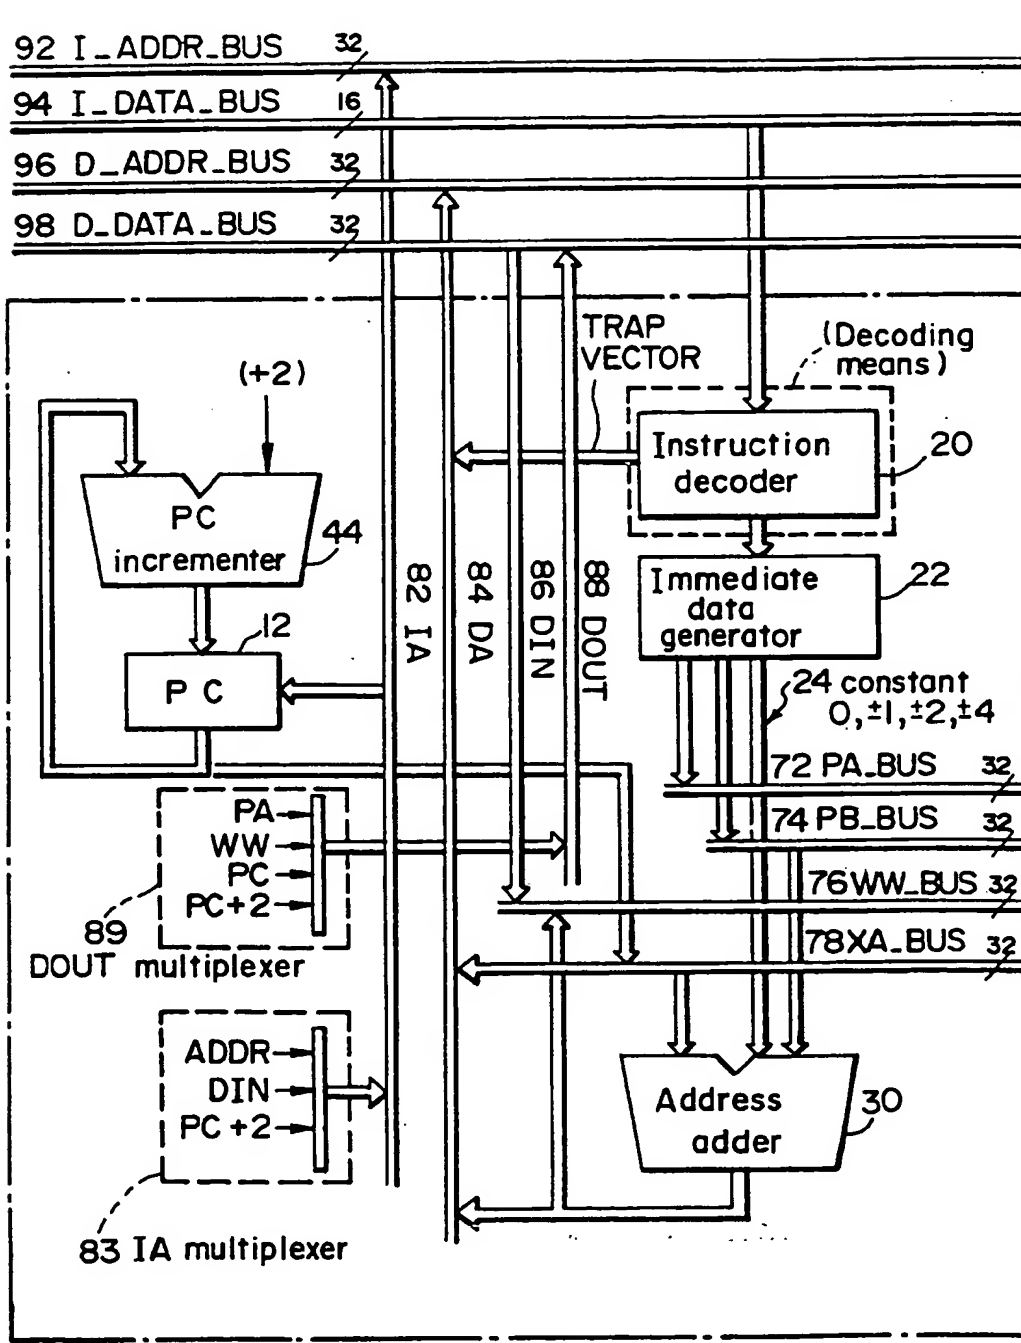 92 I_ADDR_BUS 32
94 I_DATA_BUS 16
96 D_ADDR_BUS 32
98 D_DATA_BUS 32
TRAP
VECTOR
(Decoding
means)
(+2)
Instruction
decoder
20
PC
incrementer
44
82 IA
84 DA
86 DIN
88 DOUT
Immediate
data
generator
22
12
PC
24 constant
0,±1,±2,±4
72 PA_BUS 32
74 PB_BUS 32
76 WW_BUS 32
78 XA_BUS 32
PA
WW
PC
PC+2
89
DOUT multiplexer
ADDR
DIN
PC+2
83 IA multiplexer
Address
adder
30